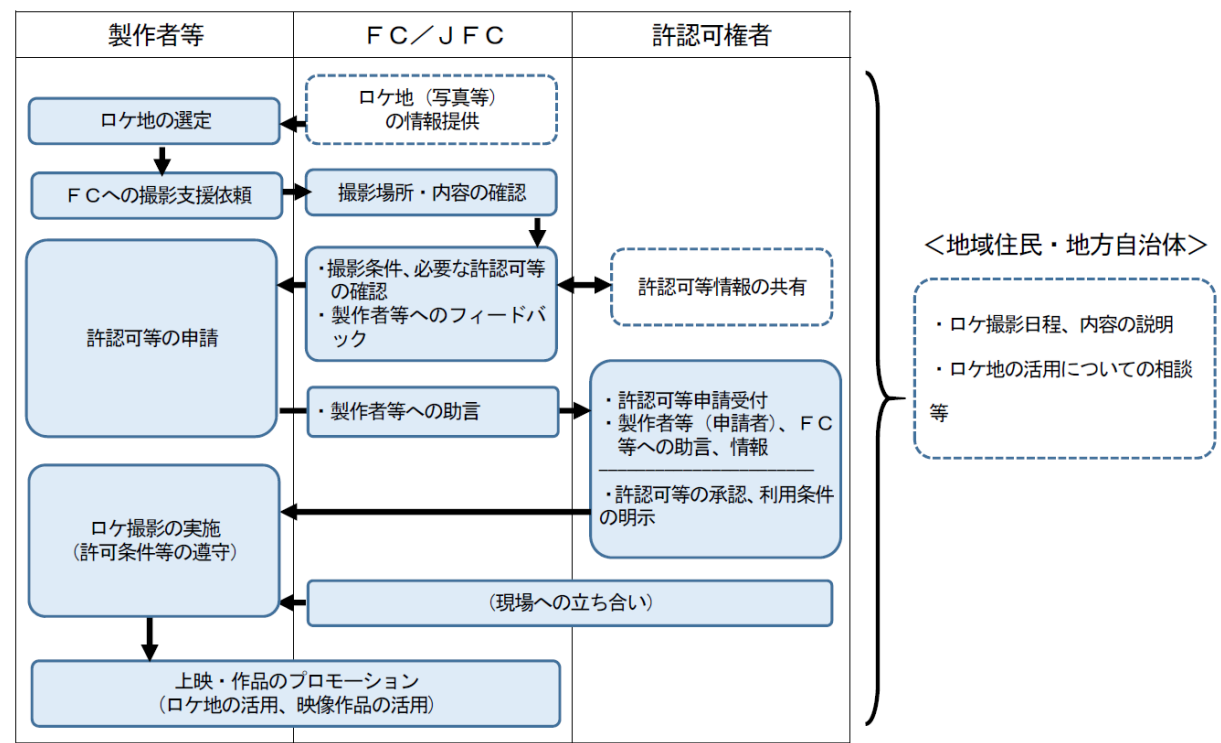 製作者等
ＦＣ／ＪＦＣ
許認可権者
ロケ地（写真等）
の情報提供
ロケ地の選定
ＦＣへの撮影支援依頼
撮影場所・内容の確認
・撮影条件、必要な許認可等
の確認
・製作者等へのフィードバ
ック
許認可等情報の共有
許認可等の申請
・製作者等への助言
・許認可等申請受付
・製作者等（申請者）、ＦＣ
等への助言、情報
・許認可等の承認、利用条件
の明示
ロケ撮影の実施
（許可条件等の遵守）
（現場への立ち合い）
上映・作品のプロモーション
（ロケ地の活用、映像作品の活用）
＜地域住民・地方自治体＞
・ロケ撮影日程、内容の説明
・ロケ地の活用についての相談
等